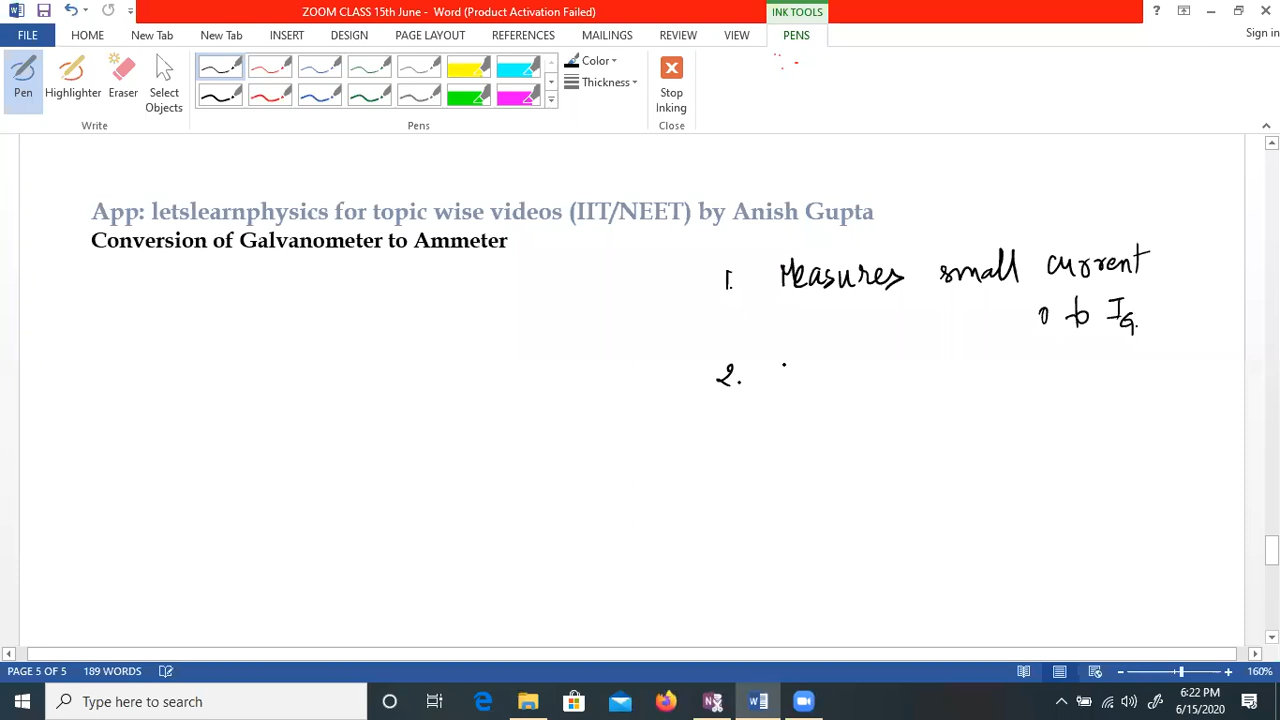 ZOOM CLASS 15th June - Word (Product Activation Failed)
INK TOOLS
FILE HOME New Tab New Tab INSERT DESIGN PAGE LAYOUT REFERENCES MAILINGS REVIEW VIEW PENS Sign in
Pen Highlighter Eraser Select Objects
Color
Thickness
Stop Inking
Write Pens Close
App: letslearnphysics for topic wise videos (IIT/NEET) by Anish Gupta
Conversion of Galvanometer to Ammeter
1. Measures small current
0 to IG.
2.
PAGE 5 OF 5 189 WORDS 160%
Type here to search
6:22 PM
6/15/2020